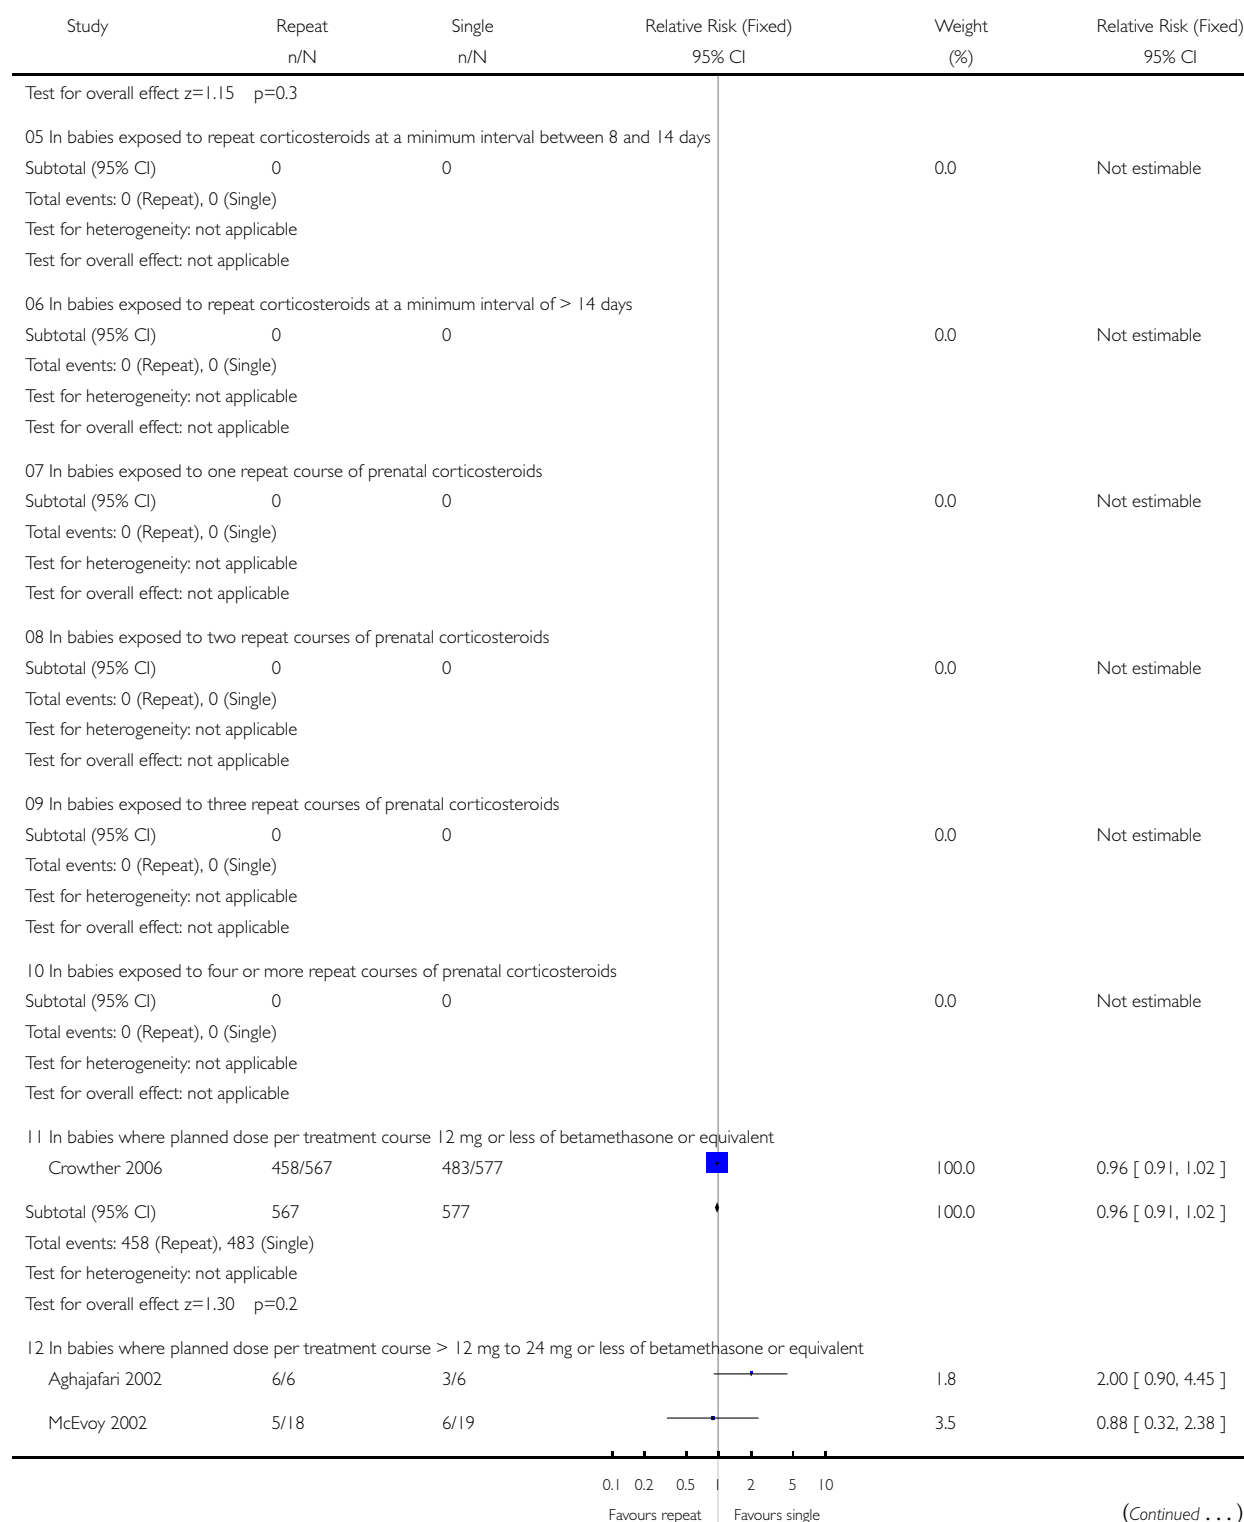 Study Repeat Single Relative Risk (Fixed) Weight Relative Risk (Fixed)
n/N n/N 95% CI (%) 95% CI
Test for overall effect z=1.15 p=0.3
05 In babies exposed to repeat corticosteroids at a minimum interval between 8 and 14 days
Subtotal (95% CI) 0 0 0.0 Not estimable
Total events: 0 (Repeat), 0 (Single)
Test for heterogeneity: not applicable
Test for overall effect: not applicable
06 In babies exposed to repeat corticosteroids at a minimum interval of > 14 days
Subtotal (95% CI) 0 0 0.0 Not estimable
Total events: 0 (Repeat), 0 (Single)
Test for heterogeneity: not applicable
Test for overall effect: not applicable
07 In babies exposed to one repeat course of prenatal corticosteroids
Subtotal (95% CI) 0 0 0.0 Not estimable
Total events: 0 (Repeat), 0 (Single)
Test for heterogeneity: not applicable
Test for overall effect: not applicable
08 In babies exposed to two repeat courses of prenatal corticosteroids
Subtotal (95% CI) 0 0 0.0 Not estimable
Total events: 0 (Repeat), 0 (Single)
Test for heterogeneity: not applicable
Test for overall effect: not applicable
09 In babies exposed to three repeat courses of prenatal corticosteroids
Subtotal (95% CI) 0 0 0.0 Not estimable
Total events: 0 (Repeat), 0 (Single)
Test for heterogeneity: not applicable
Test for overall effect: not applicable
10 In babies exposed to four or more repeat courses of prenatal corticosteroids
Subtotal (95% CI) 0 0 0.0 Not estimable
Total events: 0 (Repeat), 0 (Single)
Test for heterogeneity: not applicable
Test for overall effect: not applicable
11 In babies where planned dose per treatment course 12 mg or less of betamethasone or equivalent
Crowther 2006 458/567 483/577 100.0 0.96 [ 0.91, 1.02 ]
Subtotal (95% CI) 567 577 100.0 0.96 [ 0.91, 1.02 ]
Total events: 458 (Repeat), 483 (Single)
Test for heterogeneity: not applicable
Test for overall effect z=1.30 p=0.2
12 In babies where planned dose per treatment course > 12 mg to 24 mg or less of betamethasone or equivalent
Aghajafari 2002 6/6 3/6 1.8 2.00 [ 0.90, 4.45 ]
McEvoy 2002 5/18 6/19 3.5 0.88 [ 0.32, 2.38 ]
0.1 0.2 0.5 1 2 5 10
Favours repeat Favours single (Continued . . . )